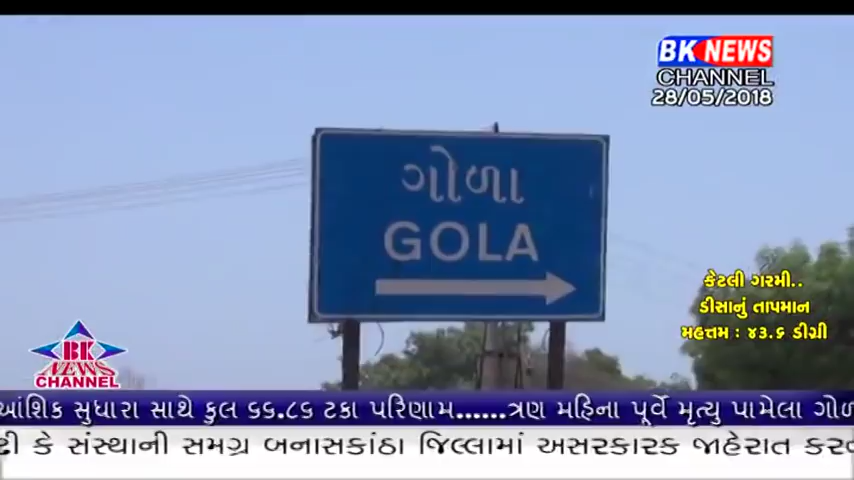 BK NEWS
CHANNEL
28/05/2018
ગોળા
GOLA
કેટલી ગરમી..
ડીસાનું તાપમાન
મહત્તમ : ૪૩.૬ ડીગ્રી
BK
NEWS
CHANNEL
આંશિક સુધારા સાથે કુલ ૬૬.૮૬ ટકા પરિણામ......ત્રણ મહિના પૂર્વે મૃત્યુ પામેલા
કે સંસ્થાની સમગ્ર બનાસકાંઠા જિલ્લામાં અસરકારક જાહેરાત